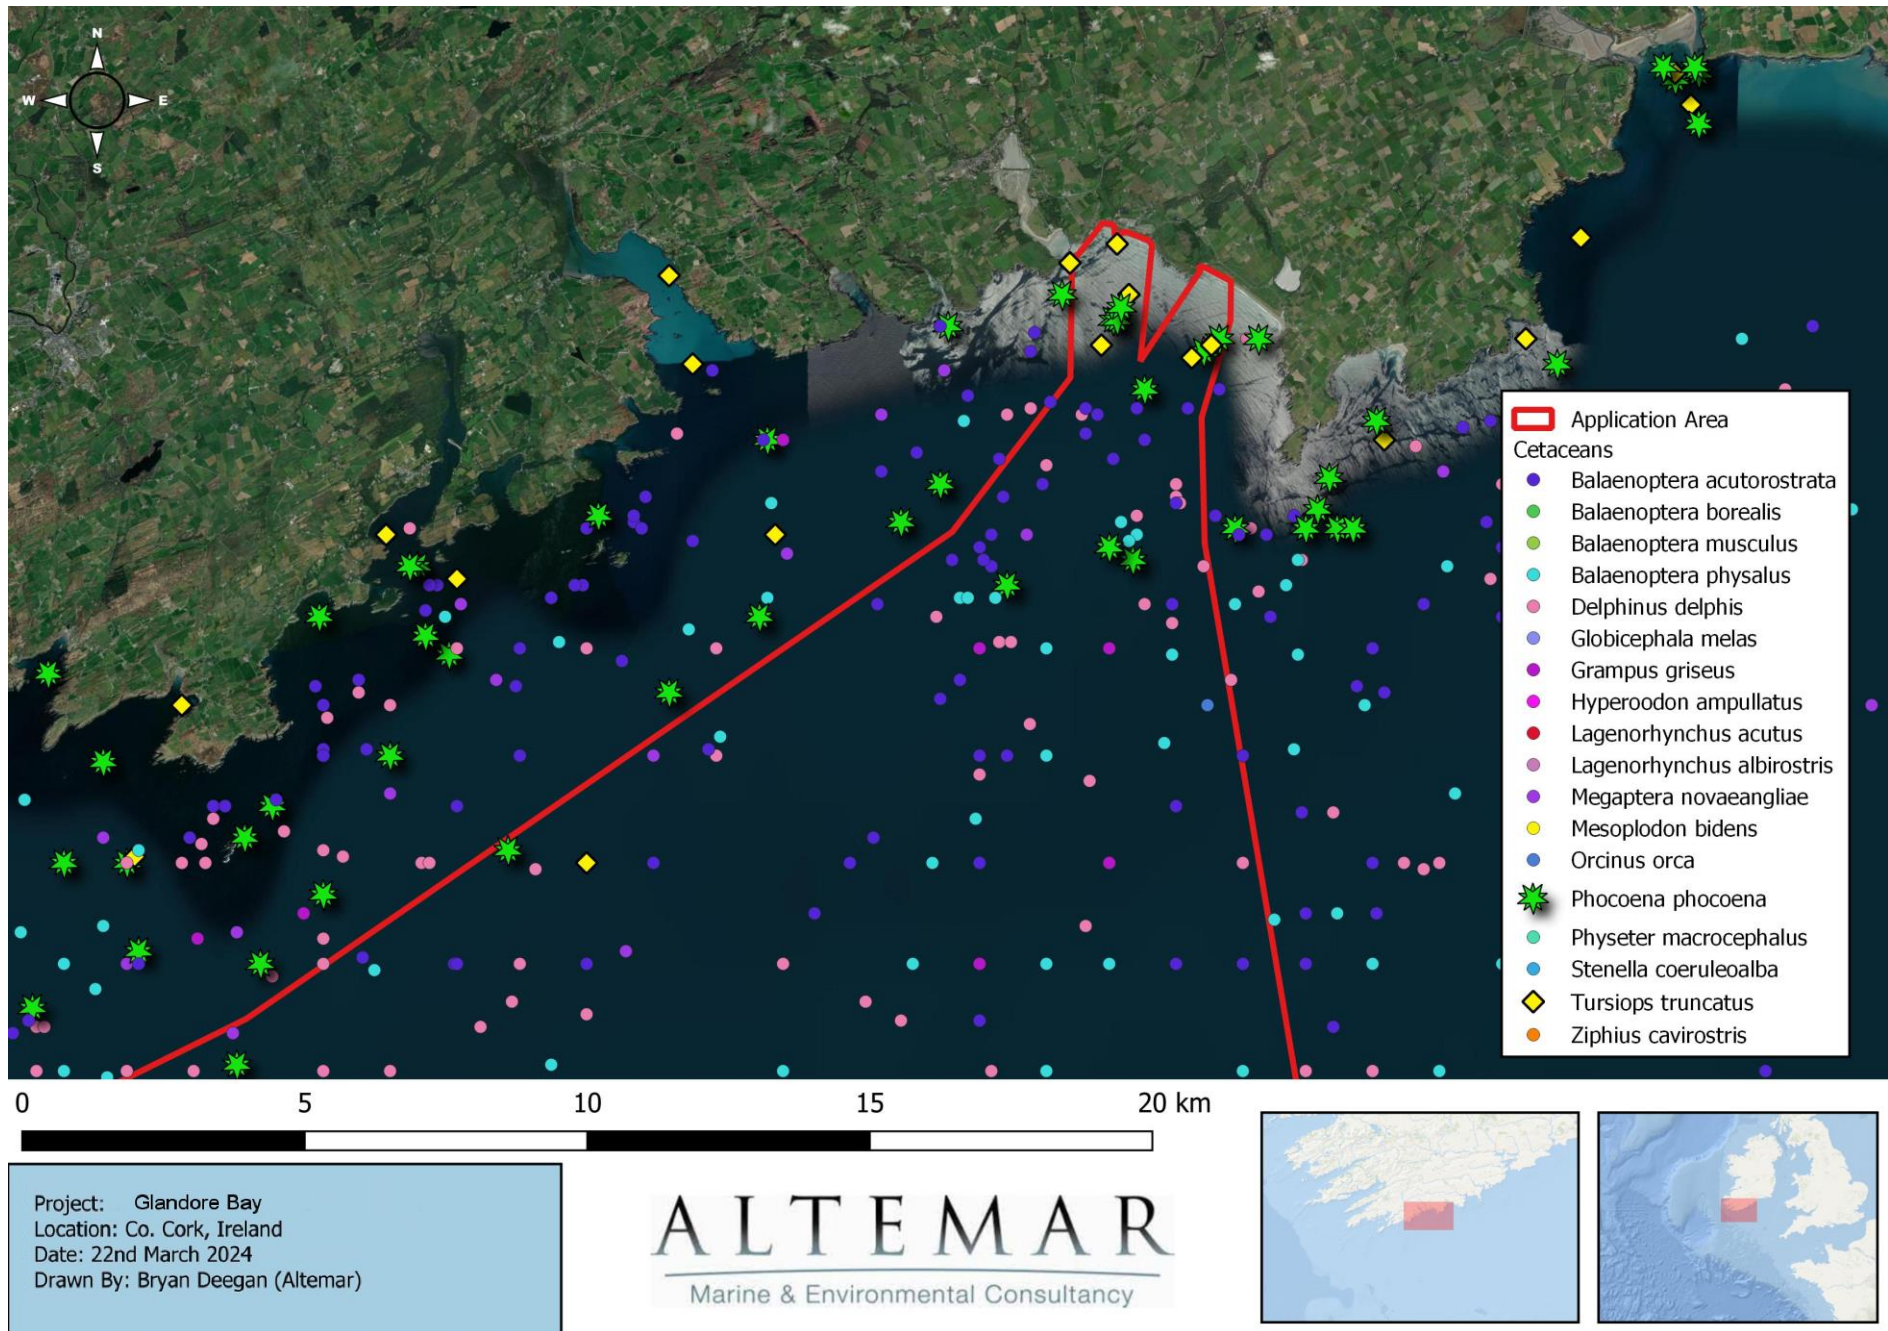 N
W E
S
Application Area
Cetaceans
Balaenoptera acutorostrata
Balaenoptera borealis
Balaenoptera musculus
Balaenoptera physalus
Delphinus delphis
Globicephala melas
Grampus griseus
Hyperoodon ampullatus
Lagenorhynchus acutus
Lagenorhynchus albirostris
Megaptera novaeangliae
Mesoplodon bidens
Orcinus orca
Phocoena phocoena
Physeter macrocephalus
Stenella coeruleoalba
Tursiops truncatus
Ziphius cavirostris
0 5 10 15 20 km
Project: Glandore Bay
Location: Co. Cork, Ireland
Date: 22nd March 2024
Drawn By: Bryan Deegan (Altemar)
ALTEMAR
Marine & Environmental Consultancy